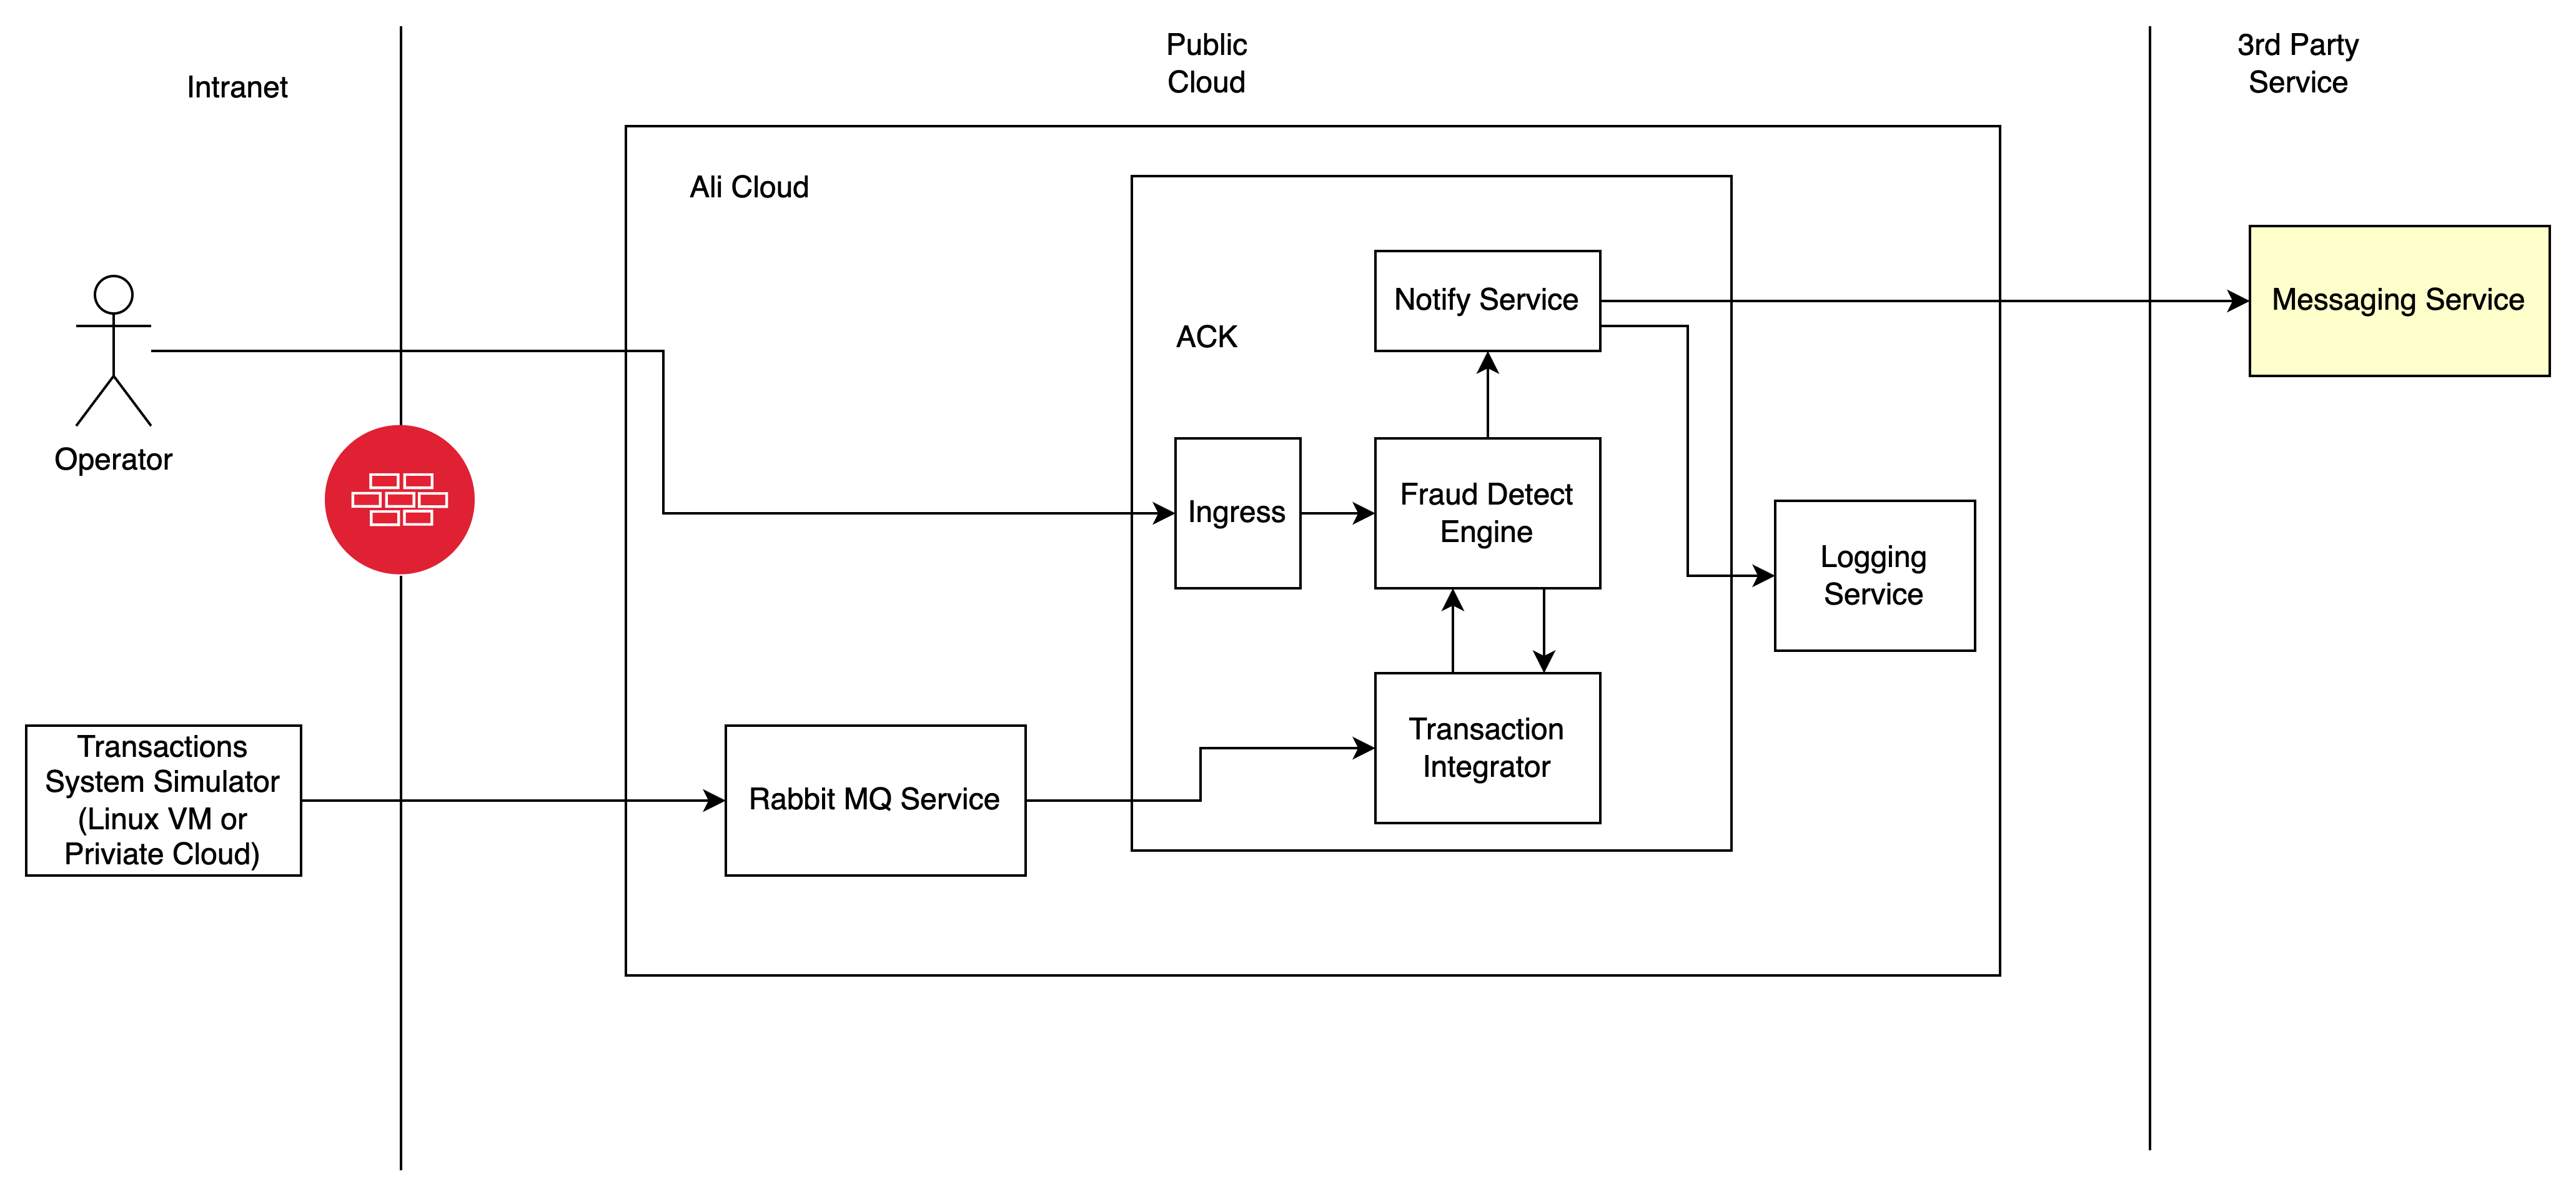 Intranet
Public
Cloud
3rd Party
Service
Ali Cloud
ACK
Operator
Notify Service
Messaging Service
Ingress
Fraud Detect
Engine
Logging
Service
Transactions
System Simulator
(Linux VM or
Priviate Cloud)
Rabbit MQ Service
Transaction
Integrator